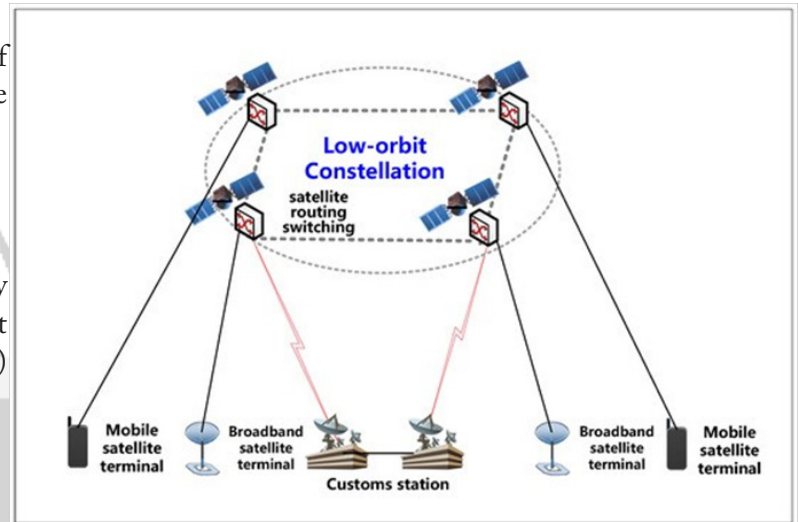 f
e
Low-orbit
Constellation
satellite
routing
switching
y
t
)
Mobile
satellite
terminal
Broadband
satellite
terminal
Customs station
Broadband
satellite
terminal
Mobile
satellite
terminal